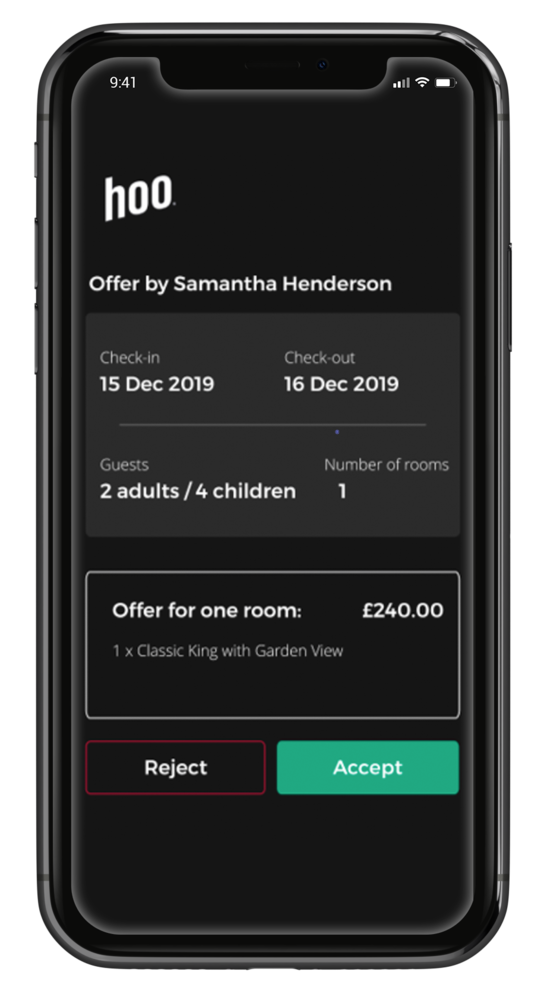 9:41
hoo.
Offer by Samantha Henderson
Check-in Check-out
15 Dec 2019 16 Dec 2019
Guests Number of rooms
2 adults / 4 children 1
Offer for one room: £240.00
1 x Classic King with Garden View
Reject Accept